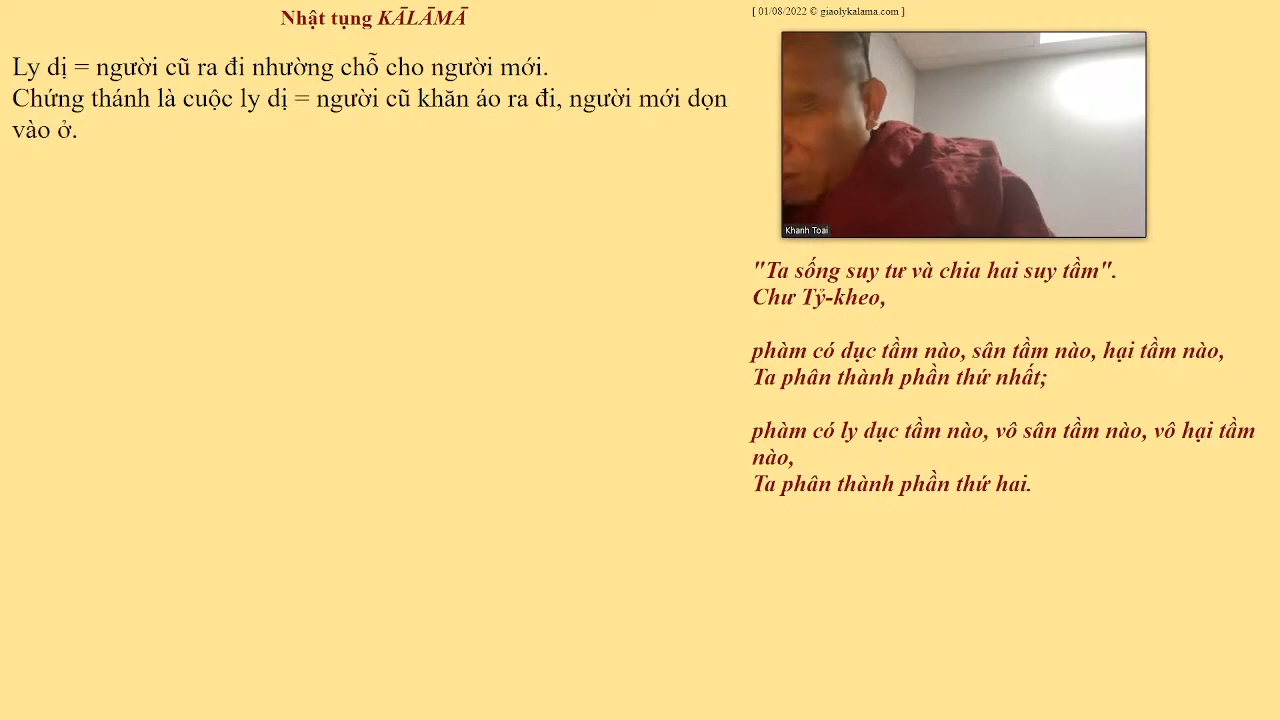 Nhật tụng KĀLĀMĀ
Ly dị = người cũ ra đi nhường chỗ cho người mới.
Chứng thánh là cuộc ly dị = người cũ khăn áo ra đi, người mới dọn
vào ở.
[ 01/08/2022 © giaolykalama.com ]
Khanh Toai
"Ta sống suy tư và chia hai suy tầm".
Chư Tỷ-kheo,
phàm có dục tầm nào, sân tầm nào, hại tầm nào,
Ta phân thành phần thứ nhất;
phàm có ly dục tầm nào, vô sân tầm nào, vô hại tầm
nào,
Ta phân thành phần thứ hai.